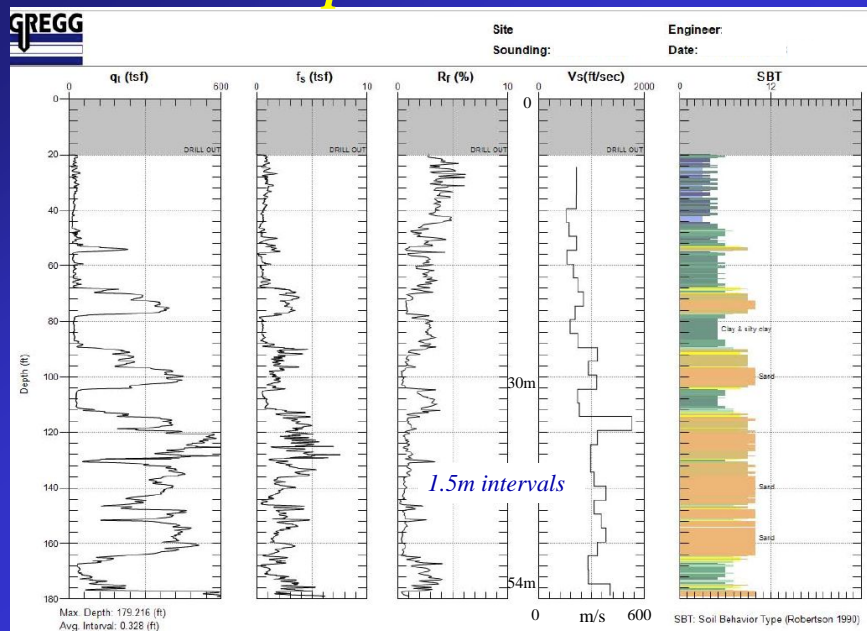 GREGG
Site Engineer:
Sounding: Date:
qt (tsf) fs (tsf) Rf (%) Vs(ft/sec) SBT
0 600 0 10 0 10 0 2000 0 12
0
DRILL OUT DRILL OUT DRILL OUT DRILL OUT
20
40
60
80
Clay & silty clay
Depth (ft)
100
Sand
30m
120
1.5m intervals
140
Sand
160
Sand
54m
180
Max. Depth: 179.216 (ft)
Avg. Interval: 0.328 (ft)
0 m/s 600
SBT: Soil Behavior Type (Robertson 1990)